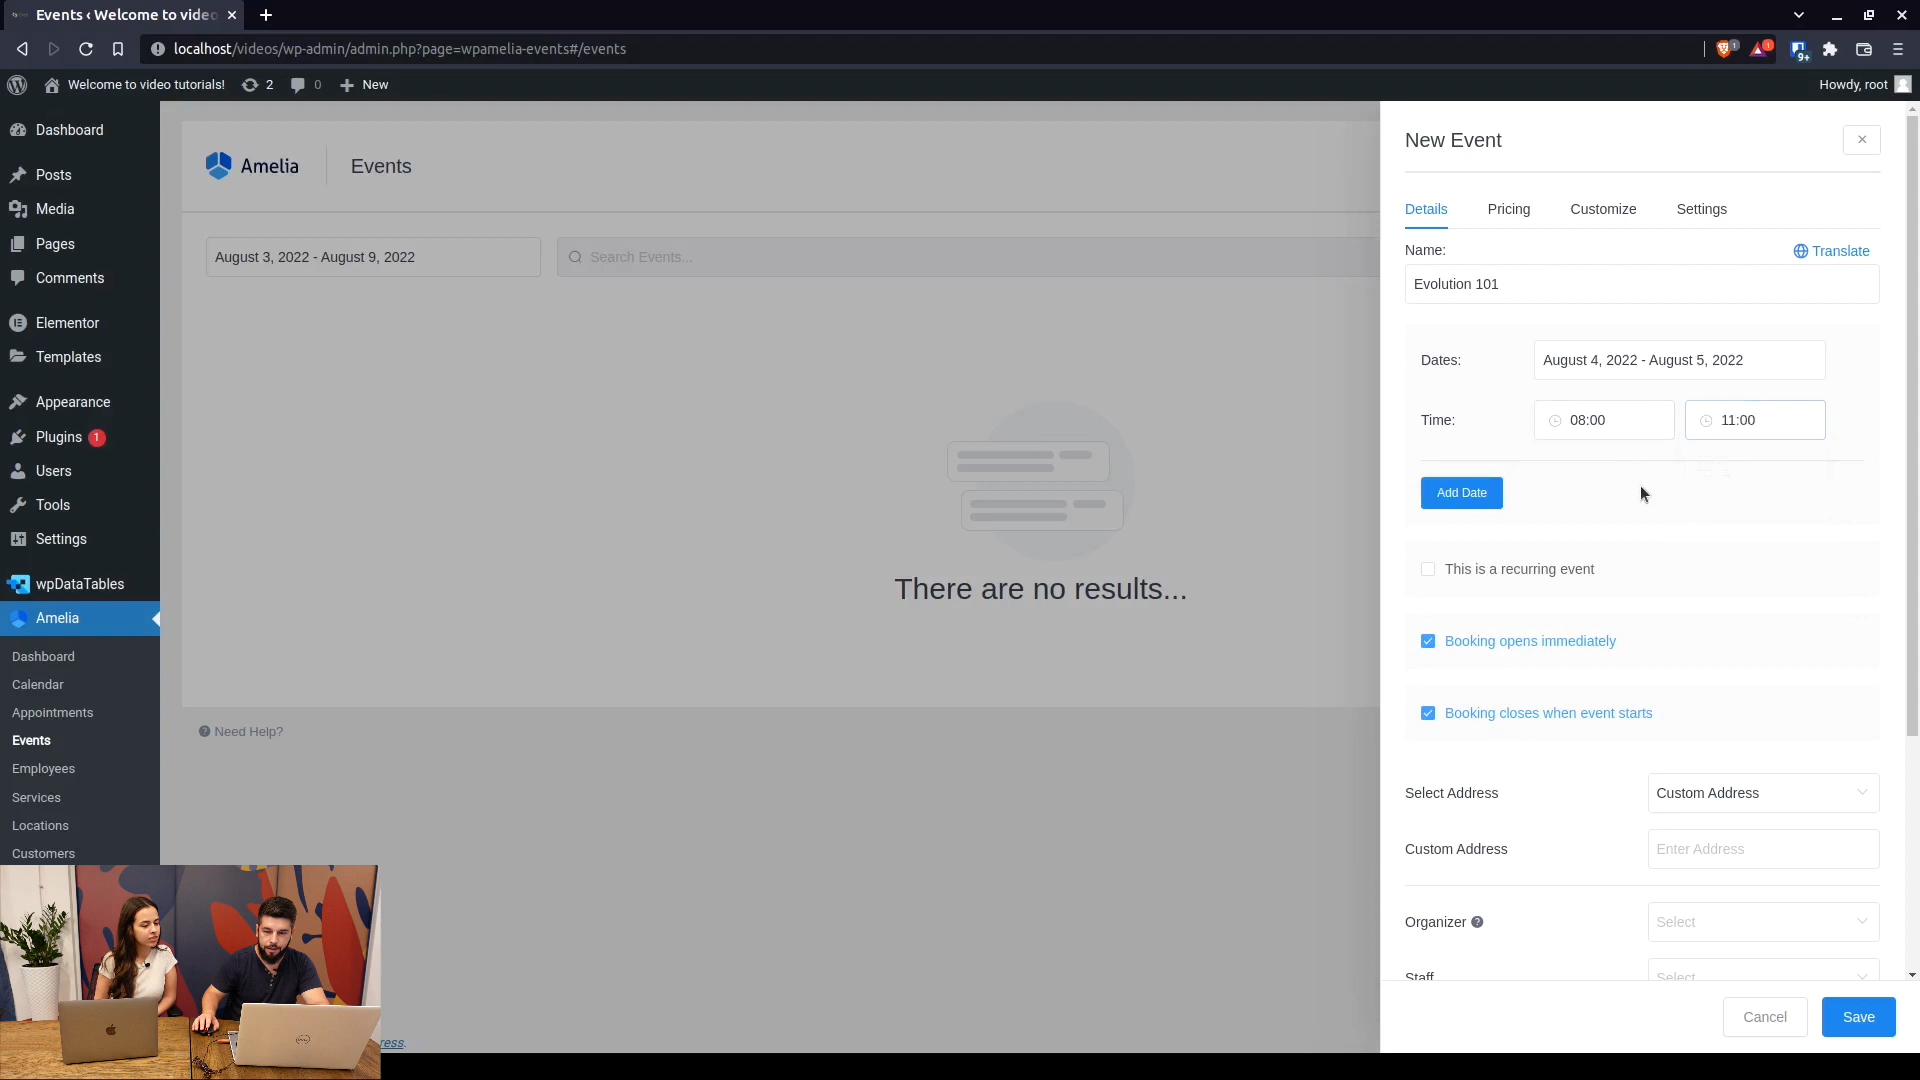 Events ‹ Welcome to video
localhost/videos/wp-admin/admin.php?page=wpamelia-events#/events
1
1
9+
Welcome to video tutorials!
2
0
New
Howdy, root
Dashboard
Posts
Media
Pages
Comments
Elementor
Templates
Appearance
Plugins 1
Users
Tools
Settings
wpDataTables
Amelia
Dashboard
Calendar
Appointments
Events
Employees
Services
Locations
Customers
Amelia
Events
August 3, 2022 - August 9, 2022
Search Events...
There are no results...
Need Help?
ress.
New Event
Details
Pricing
Customize
Settings
Name:
Translate
Evolution 101
Dates:
August 4, 2022 - August 5, 2022
Time:
08:00
11:00
Add Date
This is a recurring event
Booking opens immediately
Booking closes when event starts
Select Address
Custom Address
Custom Address
Enter Address
Organizer
Select
Staff
Select
Cancel
Save